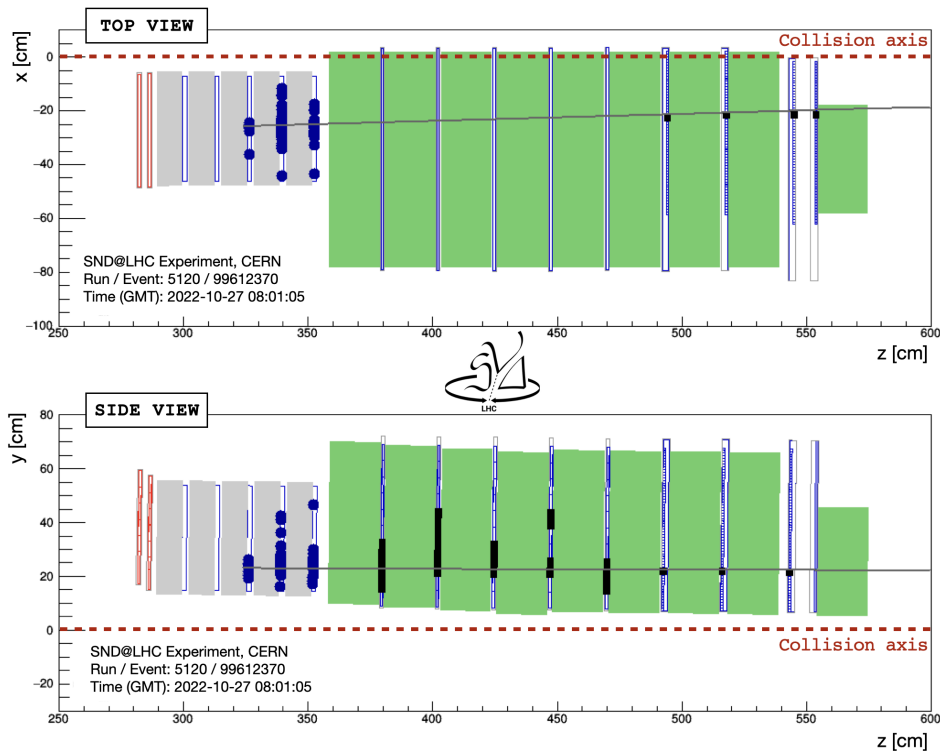 TOP VIEW
x [cm]
Collision axis
0
-20
-40
-60
-80
-100
SND@LHC Experiment, CERN
Run / Event: 5120 / 99612370
Time (GMT): 2022-10-27 08:01:05
250 300 350 400 450 500 550 600
z [cm]
LHC
SIDE VIEW
y [cm]
80
60
40
20
0
-20
Collision axis
SND@LHC Experiment, CERN
Run / Event: 5120 / 99612370
Time (GMT): 2022-10-27 08:01:05
250 300 350 400 450 500 550 600
z [cm]